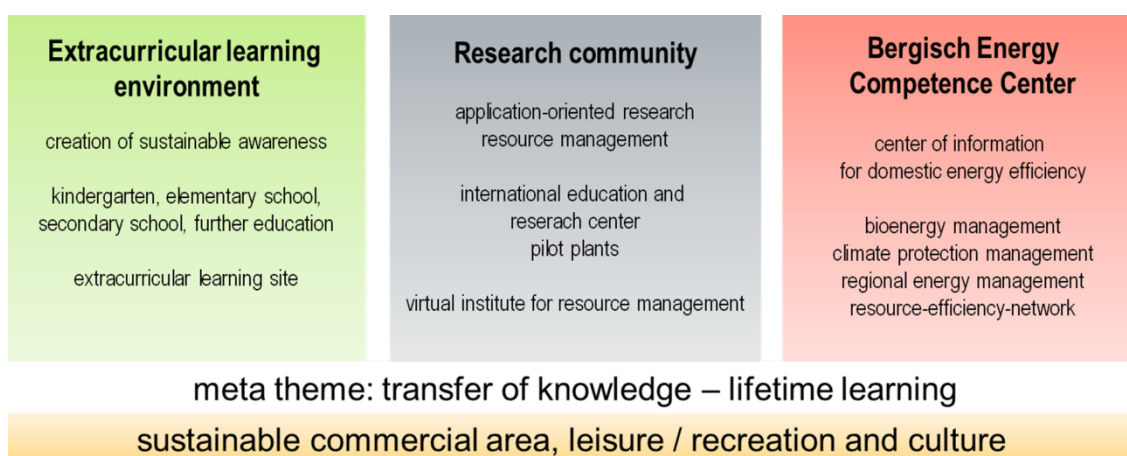 Extracurricular learning
environment
creation of sustainable awareness
kindergarten, elementary school,
secondary school, further education
extracurricular learning site
Research community
application-oriented research
resource management
international education and
reserach center
pilot plants
virtual institute for resource management
Bergisch Energy
Competence Center
center of information
for domestic energy efficiency
bioenergy management
climate protection management
regional energy management
resource-efficiency-network
meta theme: transfer of knowledge – lifetime learning
sustainable commercial area, leisure / recreation and culture